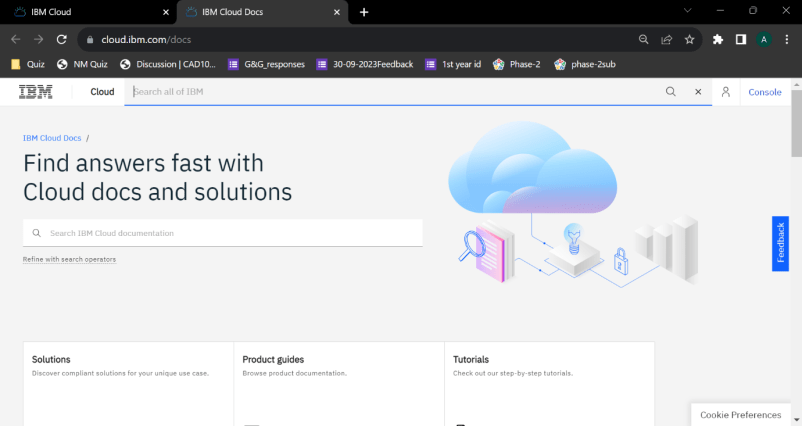 IBM Cloud
IBM Cloud Docs
cloud.ibm.com/docs
A
Quiz
NM Quiz
Discussion | CAD10...
G&G_responses
30-09-2023Feedback
1st year id
Phase-2
phase-2sub
IBM
Cloud
Search all of IBM
Console
IBM Cloud Docs /
Find answers fast with
Cloud docs and solutions
Search IBM Cloud documentation
Refine with search operators
Feedback
Solutions
Discover compliant solutions for your unique use case.
Product guides
Browse product documentation.
Tutorials
Check out our step-by-step tutorials.
Cookie Preferences